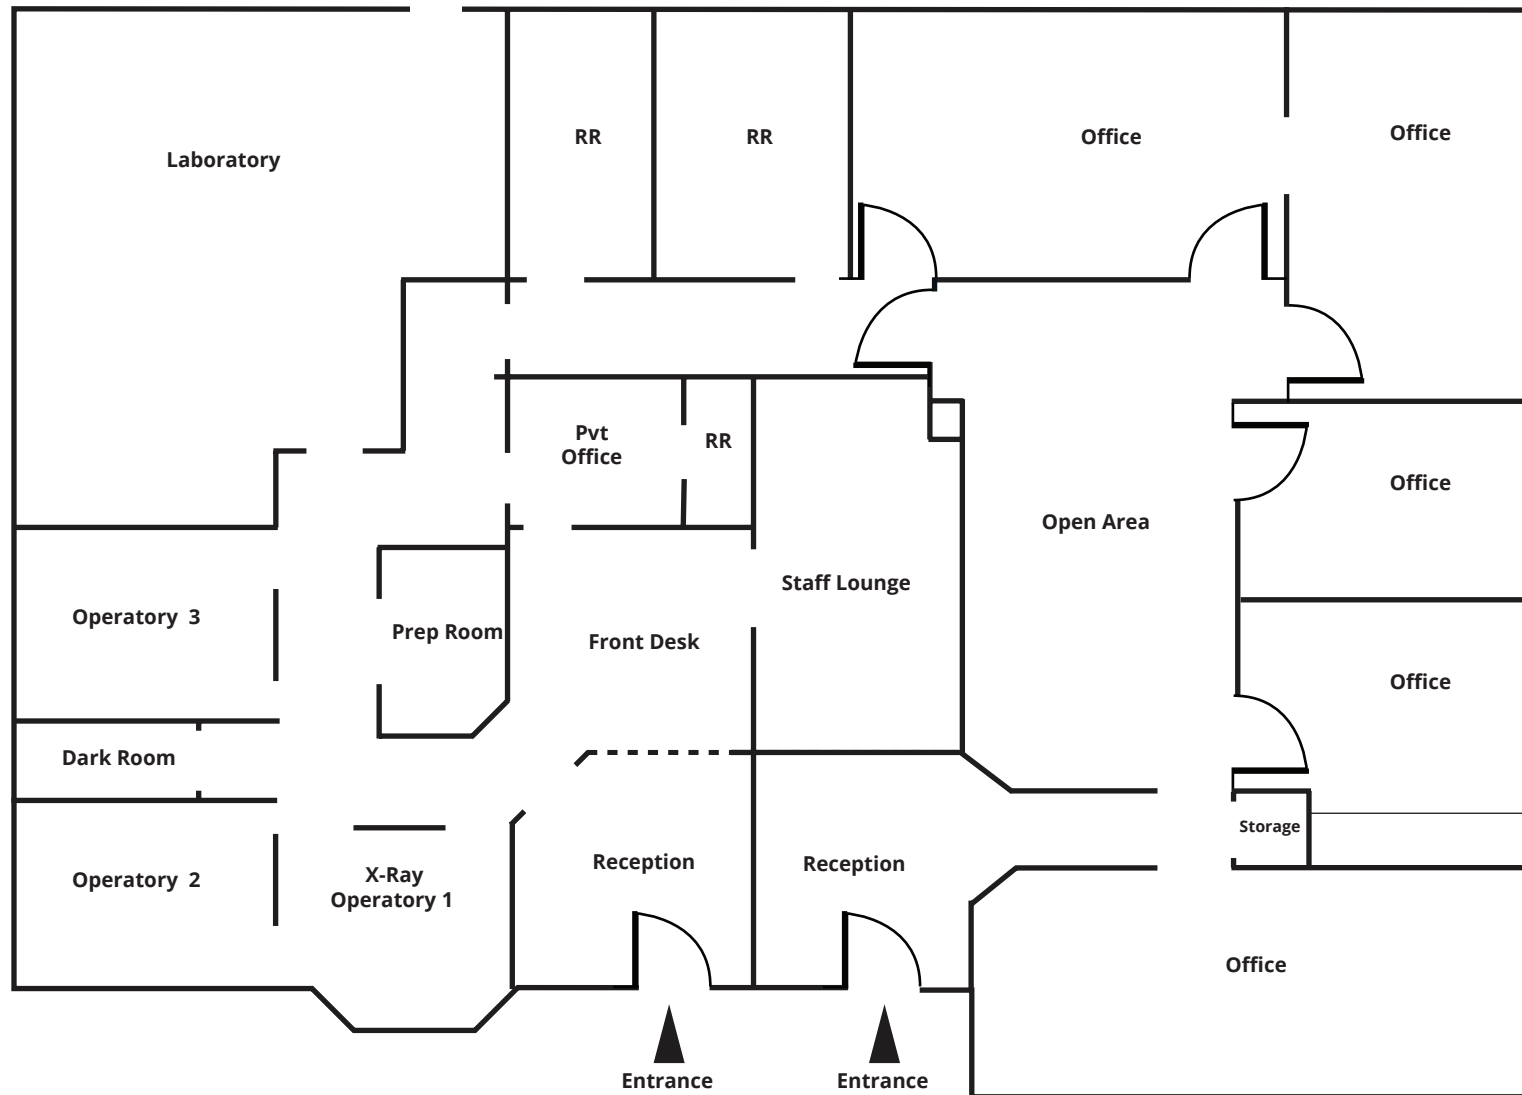 RR
RR
Office
Office
Laboratory
Pvt
Office
RR
Office
Open Area
Staff Lounge
Operatory  3
Prep Room
Front Desk
Office
Dark Room
Storage
Reception
Reception
X-Ray
Operatory 1
Operatory  2
Office
Entrance
Entrance